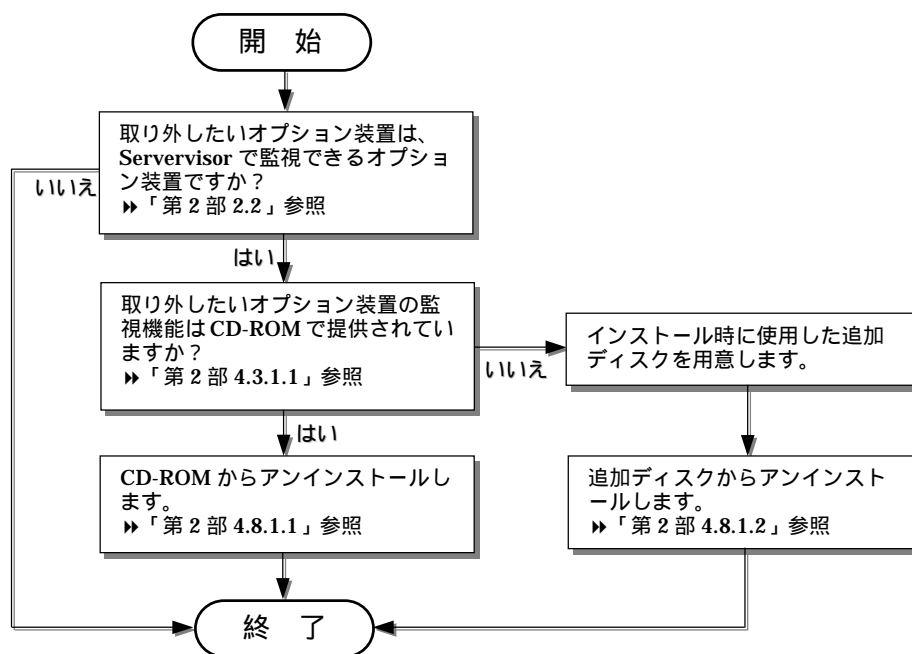 開 始
取り外したいオプション装置は、
Servervisor で監視できるオプショ
ン装置ですか？
「第 2 部 2.2」参照
いいえ
はい
取り外したいオプション装置の監
視機能は CD-ROM で提供されてい
ますか？
「第 2 部 4.3.1.1」参照
いいえ
インストール時に使用した追加
ディスクを用意します。
はい
CD-ROM からアンインストールし
ます。
「第 2 部 4.8.1.1」参照
追加ディスクからアンインスト
ールします。
「第 2 部 4.8.1.2」参照
終 了